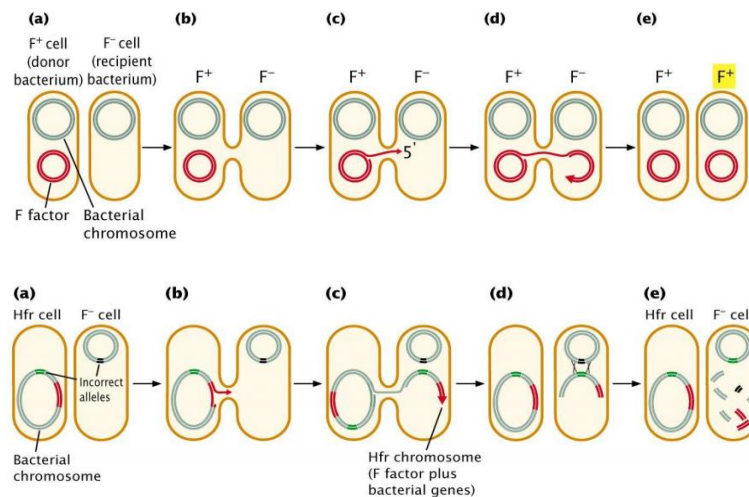 (a) (b) (c) (d) (e)
F⁺ cell
(donor
bacterium)
F⁻ cell
(recipient
bacterium)
F⁺ F⁻
F⁺ F⁻
F⁺ F⁻
F⁺ F⁺
5'
F factor
Bacterial
chromosome
(a) (b) (c) (d) (e)
Hfr cell F⁻ cell
Hfr cell F⁻ cell
Incorrect
alleles
Bacterial
chromosome
Hfr chromosome
(F factor plus
bacterial genes)